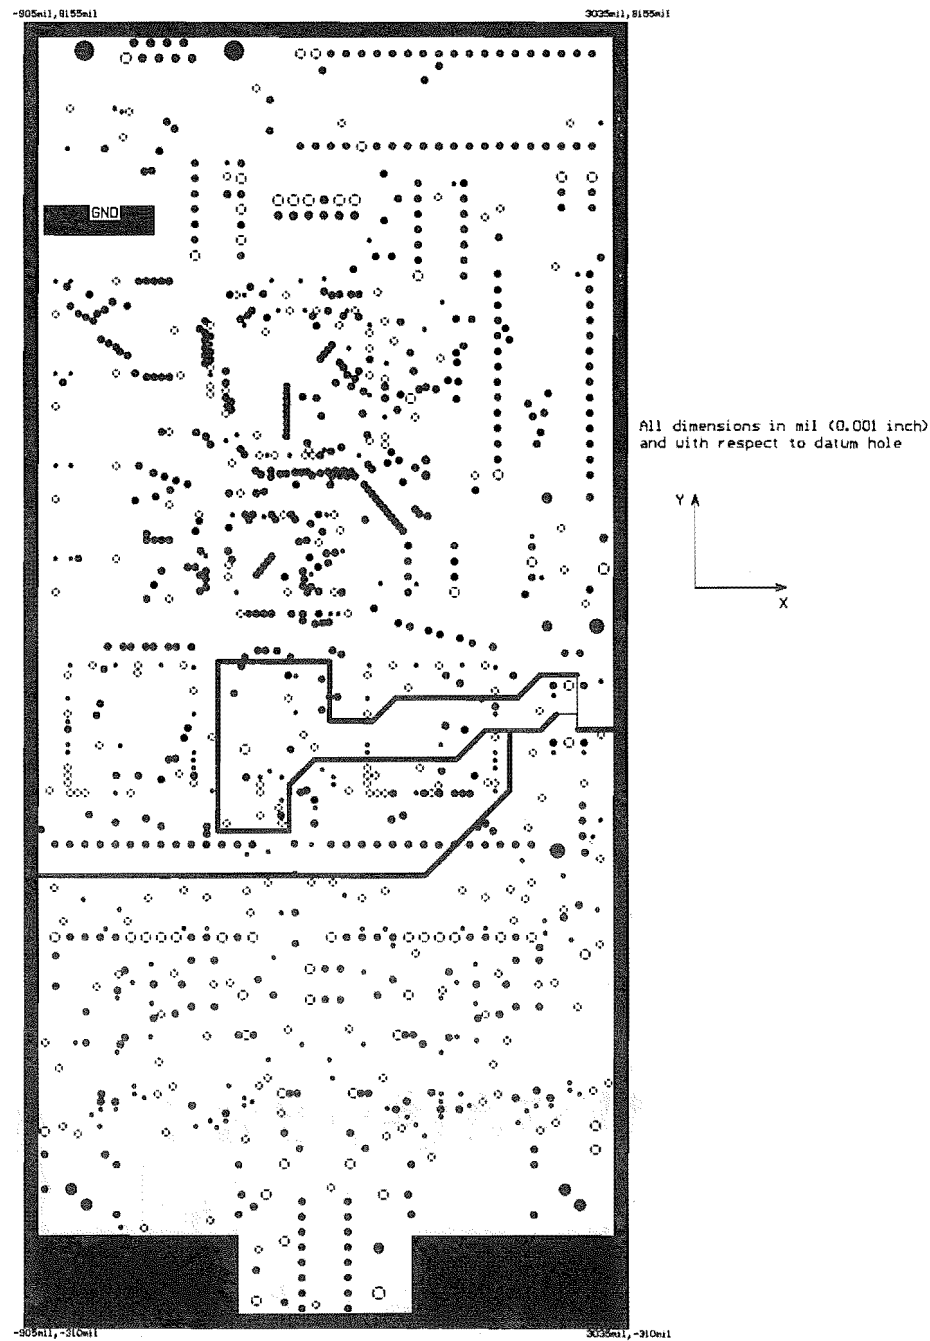 -905mil,8155mil
3035mil,8155mil
GND
All dimensions in mil (0.001 inch)
and with respect to datum hole
Y
X
-905mil,-310mil
3035mil,-310mil